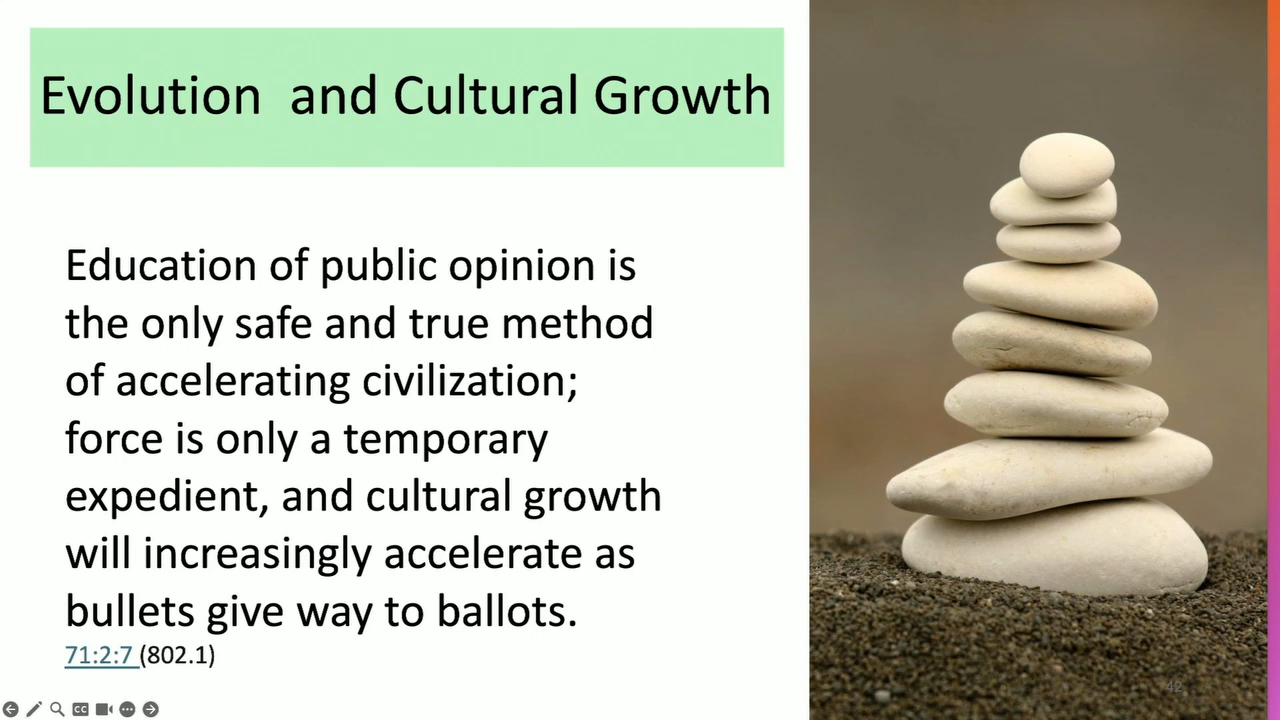 Evolution  and Cultural Growth
Education of public opinion is
the only safe and true method
of accelerating civilization;
force is only a temporary
expedient, and cultural growth
will increasingly accelerate as
bullets give way to ballots.
71:2:7 (802.1)
CC
42